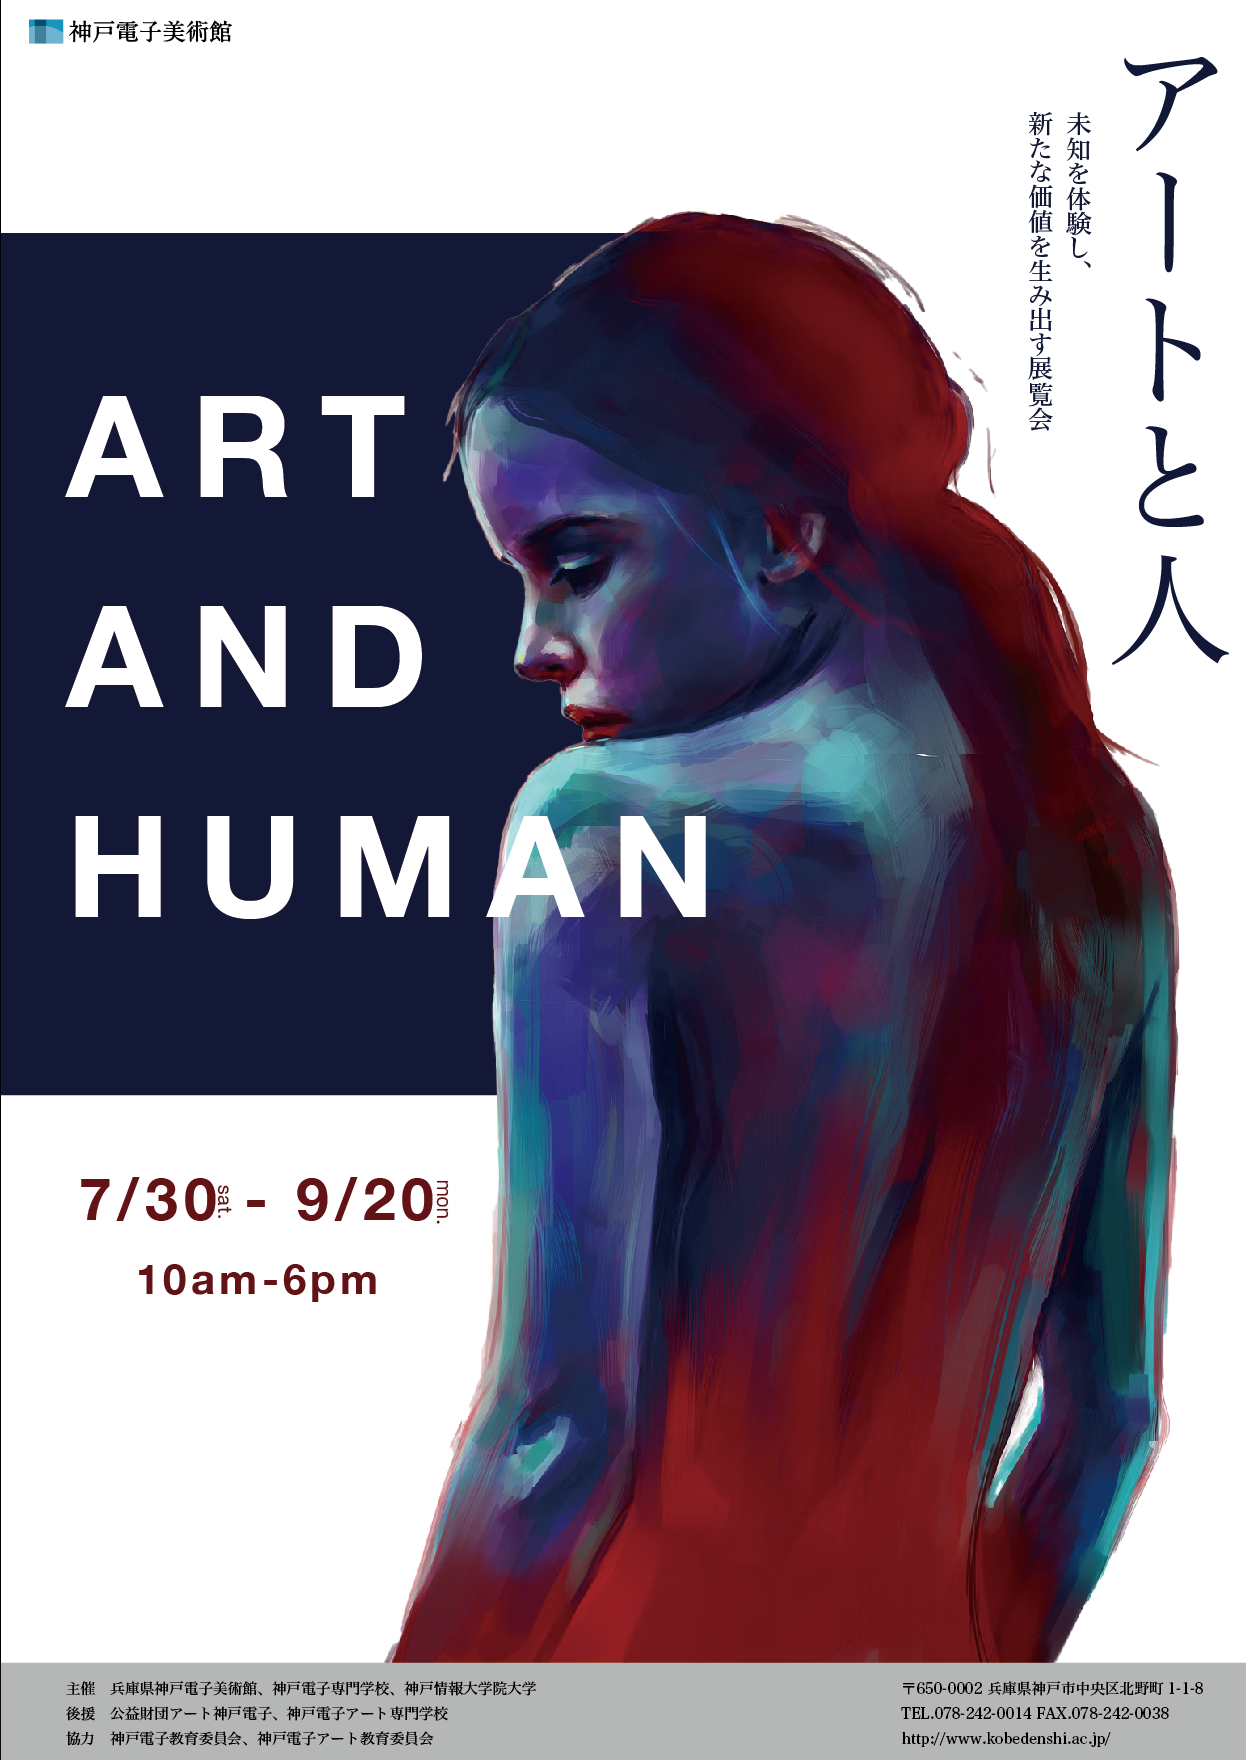 神戸電子美術館
アートと人
未知を体験し、
新たな価値を生み出す展覧会
ART
AND
HUMAN
7/30 sat. - 9/20 mon.
10am-6pm
主催 兵庫県神戸電子美術館、神戸電子専門学校、神戸情報大学院大学
後援 公益財団アート神戸電子、神戸電子アート専門学校
協力 神戸電子教育委員会、神戸電子アート教育委員会
〒650-0002 兵庫県神戸市中央区北野町 1-1-8
TEL.078-242-0014 FAX.078-242-0038
http://www.kobedenshi.ac.jp/